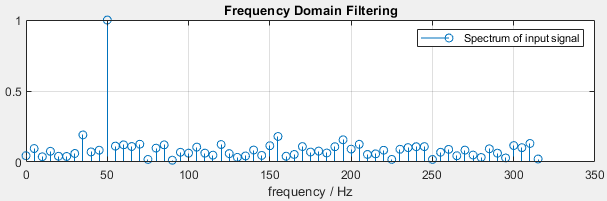 Frequency Domain Filtering
Spectrum of input signal
1
0.5
0
0 50 100 150 200 250 300 350
frequency / Hz